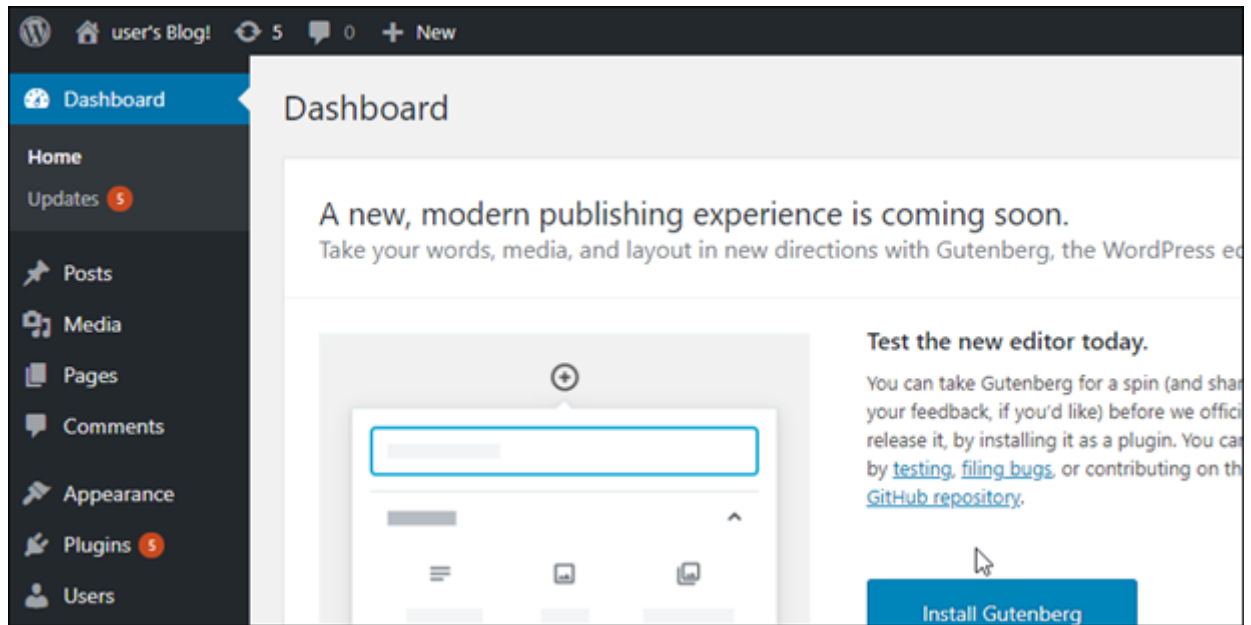 user's Blog! 5 0 + New
Dashboard
Home
Updates 5
Posts
Media
Pages
Comments
Appearance
Plugins 5
Users
Dashboard
A new, modern publishing experience is coming soon.
Take your words, media, and layout in new directions with Gutenberg, the WordPress
Test the new editor today.
You can take Gutenberg for a spin (and
your feedback, if you'd like) before we
release it, by installing it as a plugin. You
by testing, filing bugs, or contributing on
GitHub repository.
Install Gutenberg